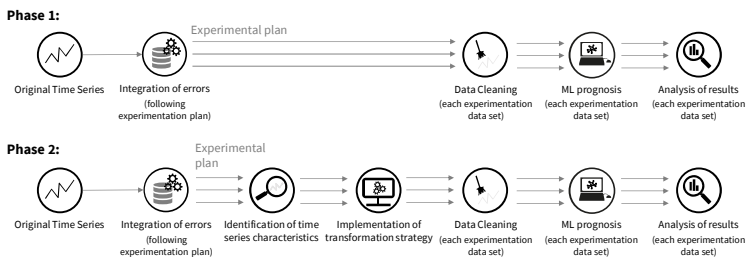 Phase 1:
Experimental plan
Original Time Series
Integration of errors
(following
experimentation plan)
Data Cleaning
(each experimentation
data set)
ML prognosis
(each experimentation
data set)
Analysis of results
(each experimentation
data set)
Phase 2:
Experimental
plan
Original Time Series
Integration of errors
(following
experimentation plan)
Identification of time
series characteristics
Implementation of
transformation strategy
Data Cleaning
(each experimentation
data set)
ML prognosis
(each experimentation
data set)
Analysis of results
(each experimentation
data set)